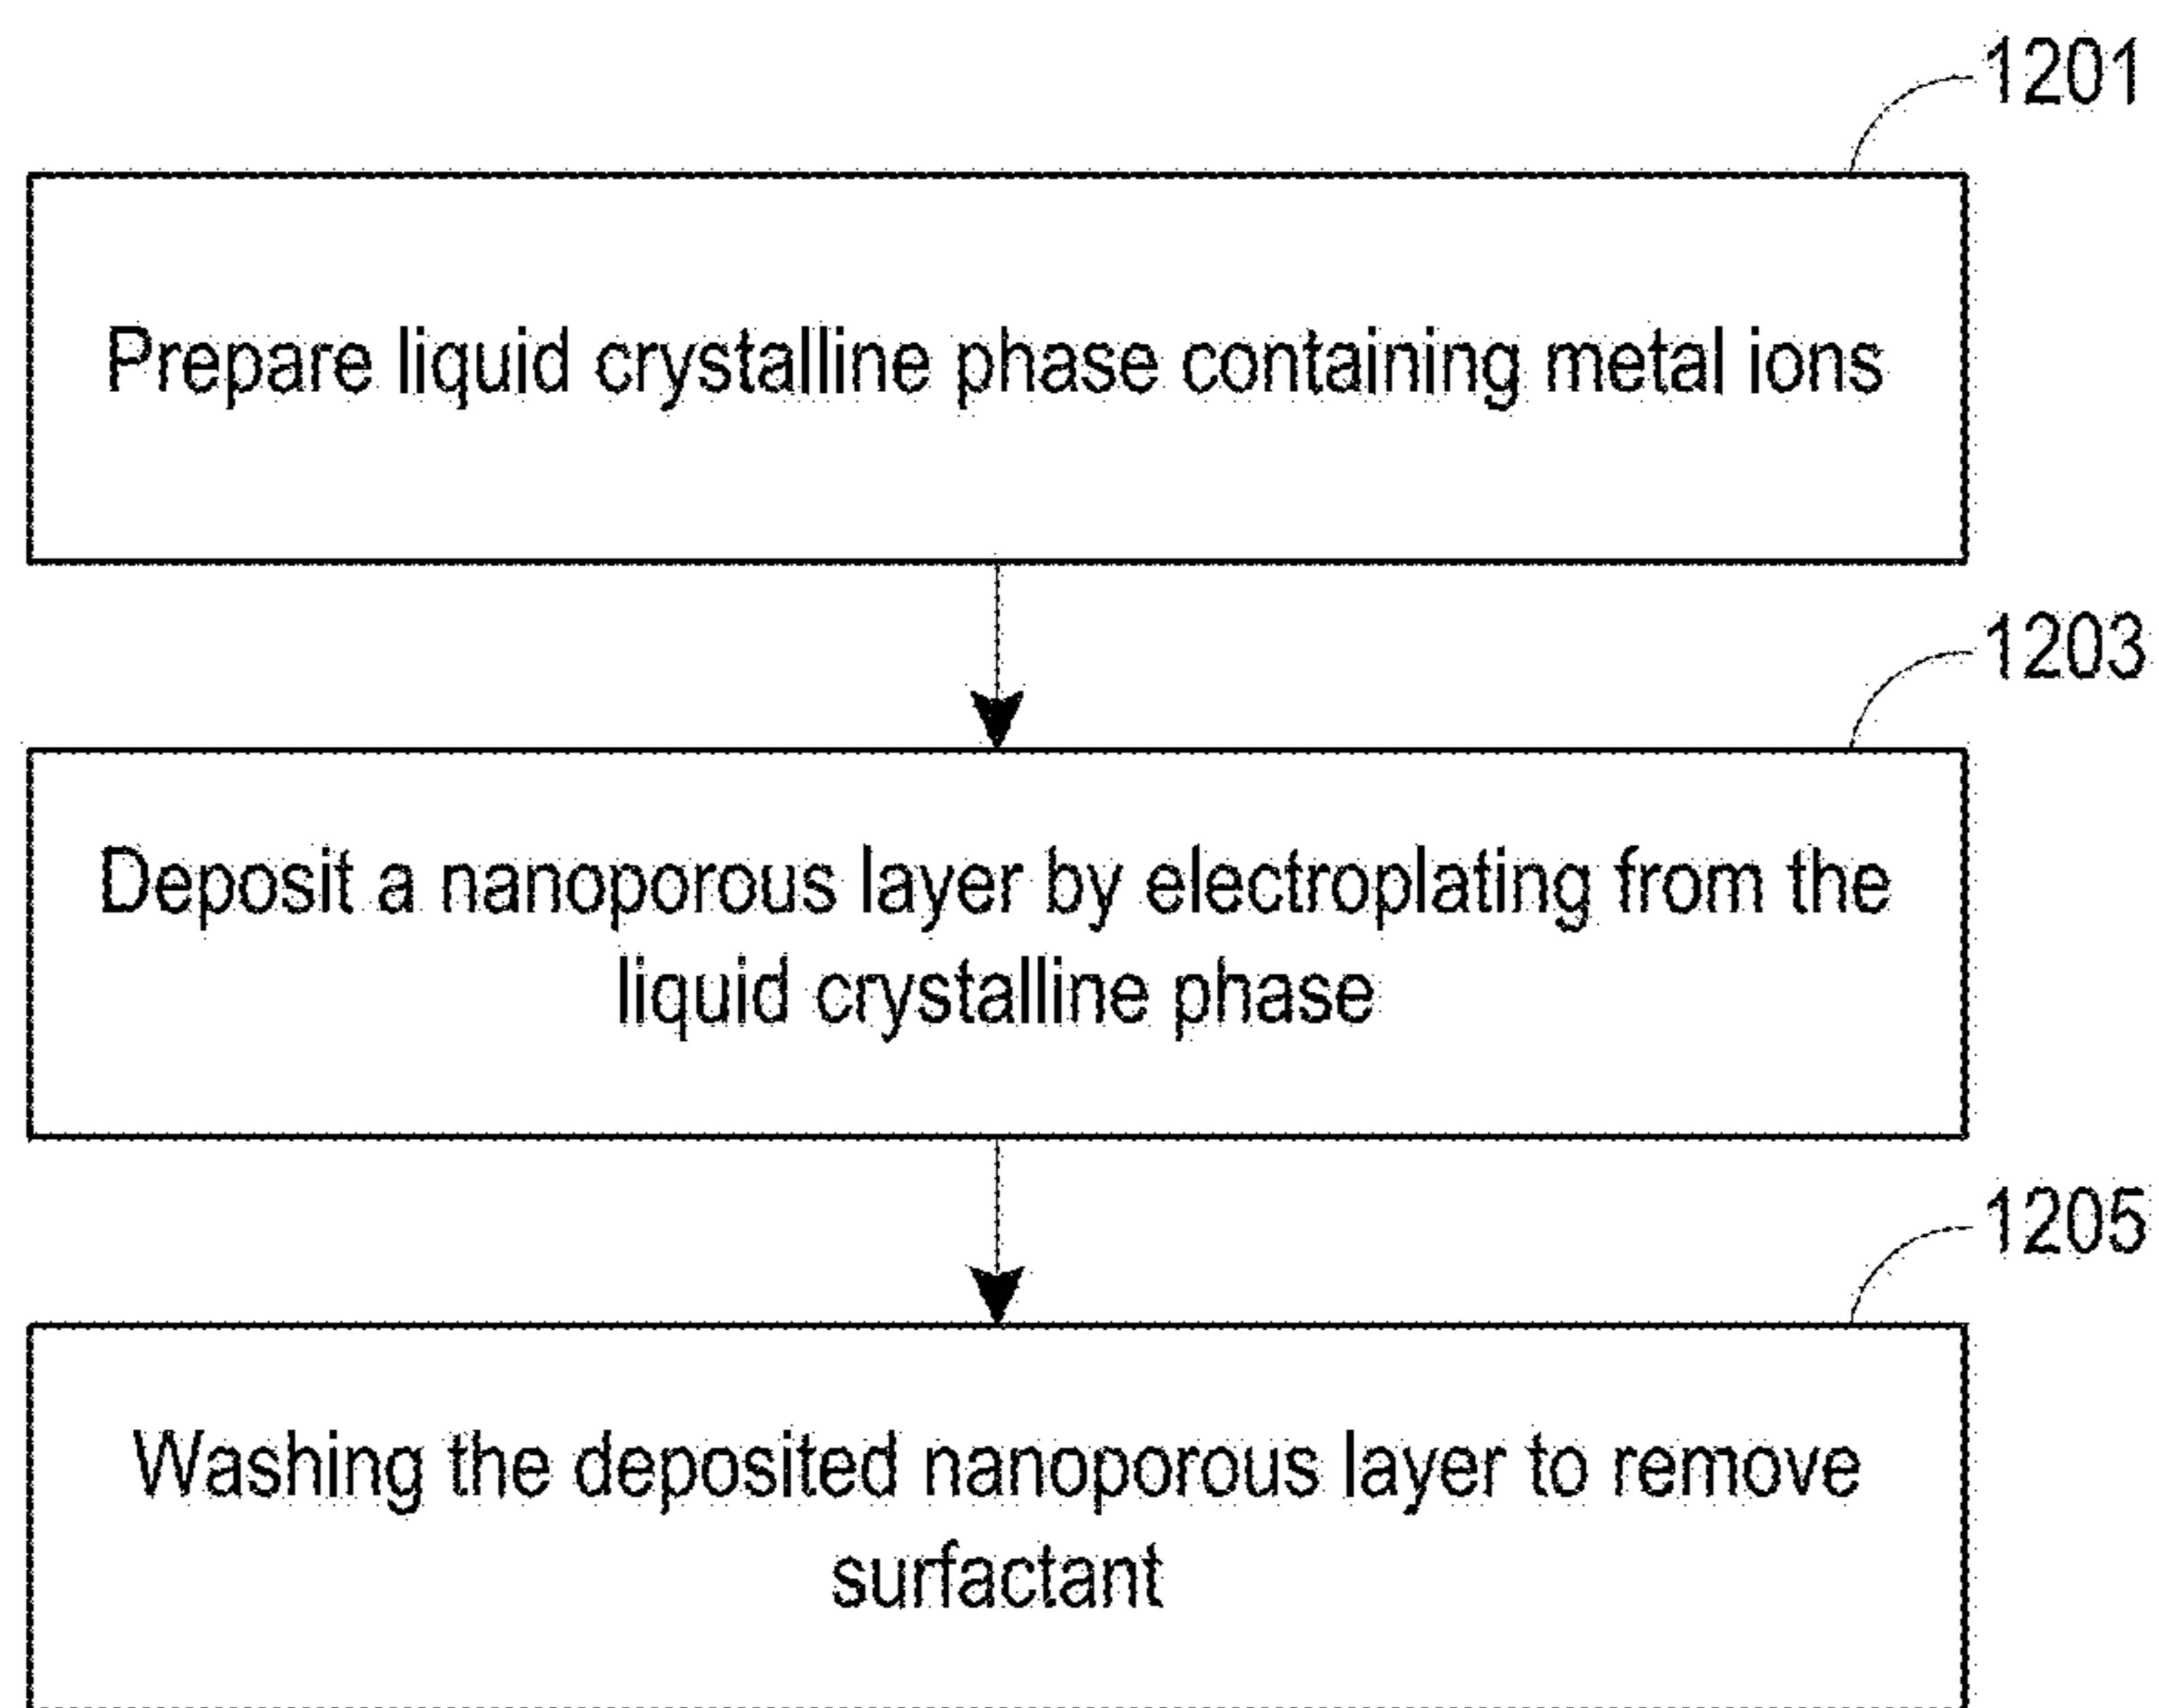 1201
Prepare liquid crystalline phase containing metal ions
1203
Deposit a nanoporous layer by electroplating from the
liquid crystalline phase
1205
Washing the deposited nanoporous layer to remove
surfactant